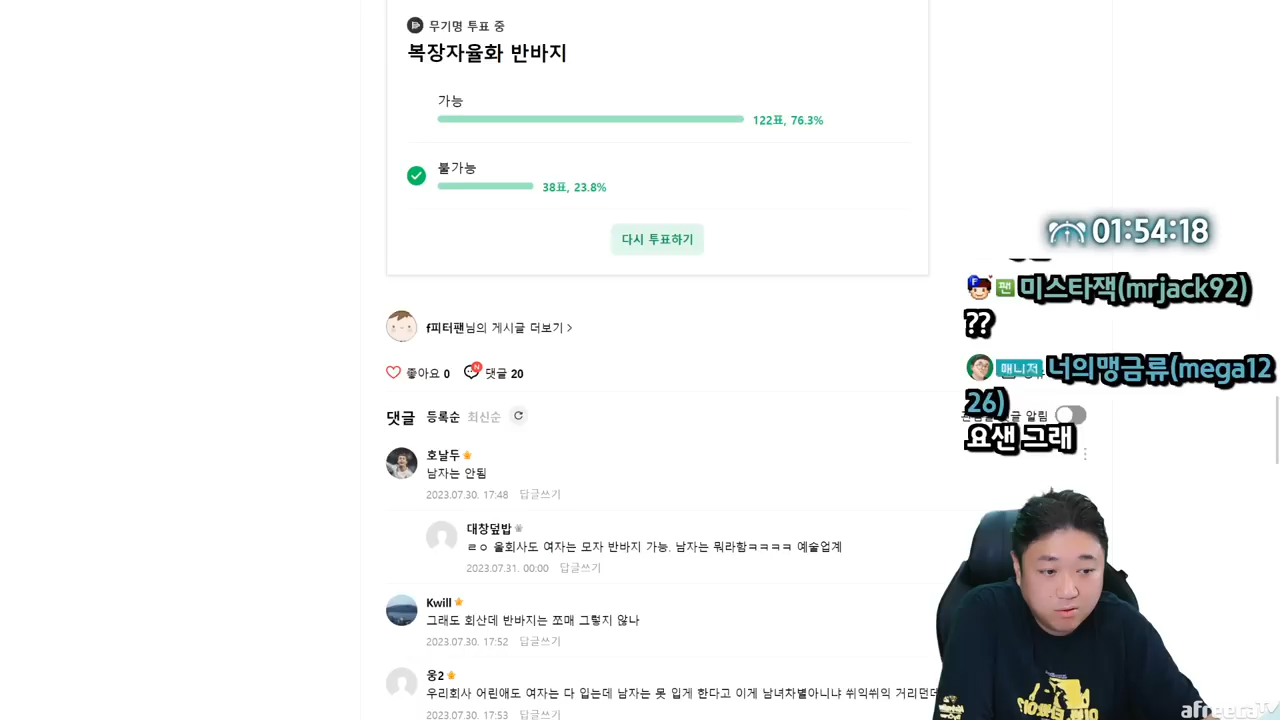 무기명 투표 중
복장자율화 반바지
가능
122표, 76.3%
불가능
38표, 23.8%
다시 투표하기
01:54:18
팬 미스타잭(mrjack92)
??
매니저 너의맹금류(mega12
26)
요샌 그래
f피터팬님의 게시글 더보기 >
좋아요 0 댓글 20
댓글 등록순 최신순
댓글 알림
호날두
남자는 안됨
2023.07.30. 17:48 답글쓰기
대창덮밥
ㄹㅇ 울회사도 여자는 모자 반바지 가능. 남자는 뭐라함ㅋㅋㅋㅋ 예술업계
2023.07.31. 00:00 답글쓰기
Kwill
그래도 회산데 반바지는 쪼매 그렇지 않나
2023.07.30. 17:52 답글쓰기
웅2
우리회사 어린애도 여자는 다 입는데 남자는 못 입게 한다고 이게 남녀차별아니냐 쒸익쒸익 거리던데
2023.07.30. 17:53 답글쓰기
afreecaTV